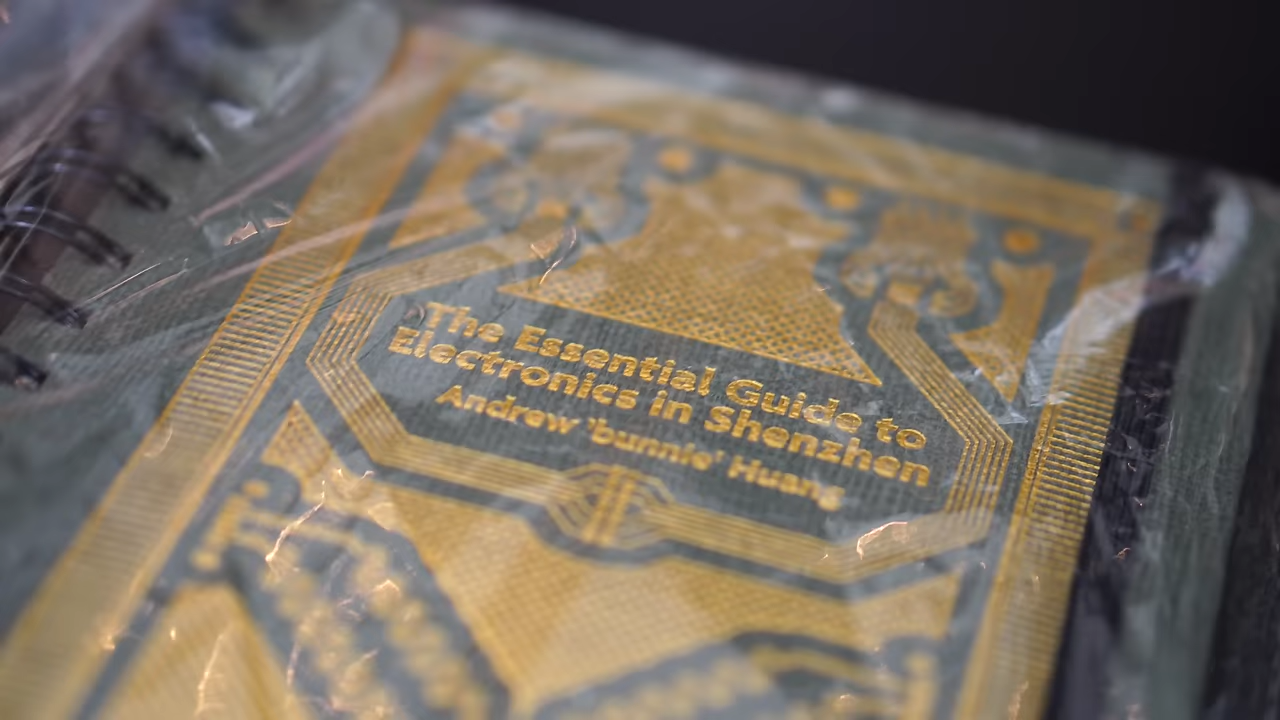 The Essential Guide to
Electronics in Shenzhen
Andrew 'bunnie' Huang